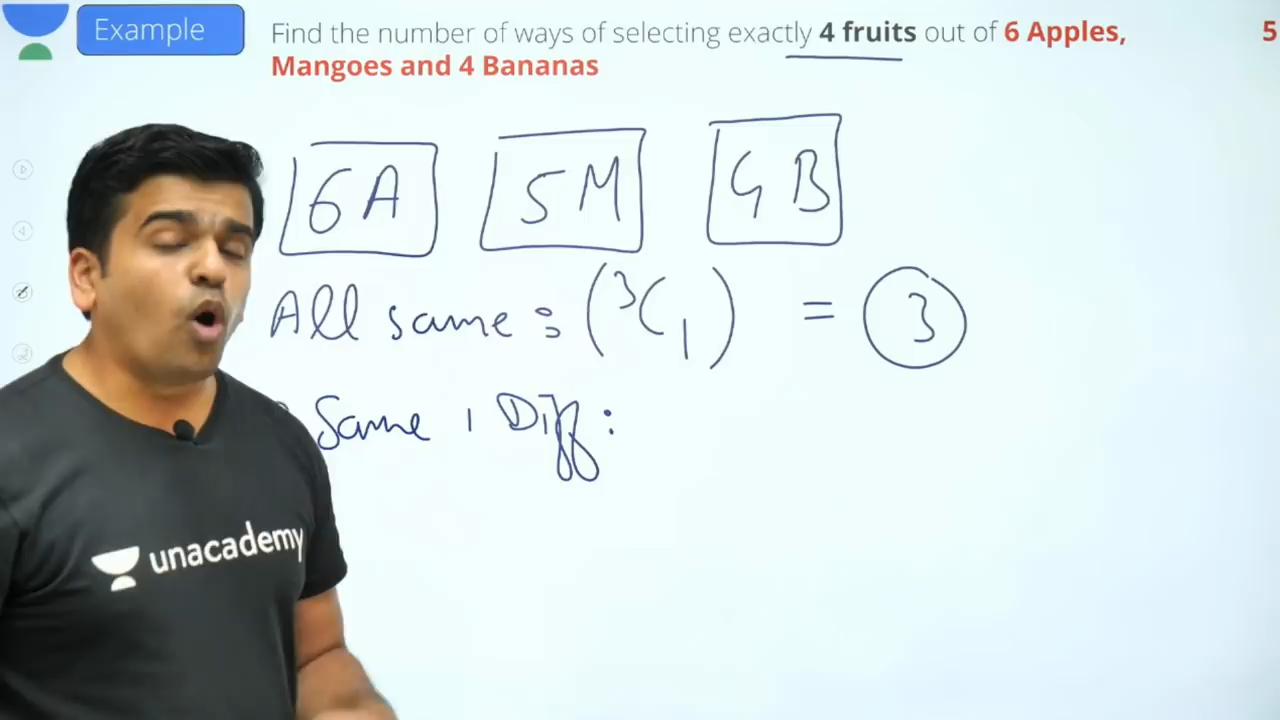 Example
Find the number of ways of selecting exactly 4 fruits out of 6 Apples, 5
Mangoes and 4 Bananas
6A 5M 4B
All same : (³C₁) = 3
Same 1 Diff :
unacademy